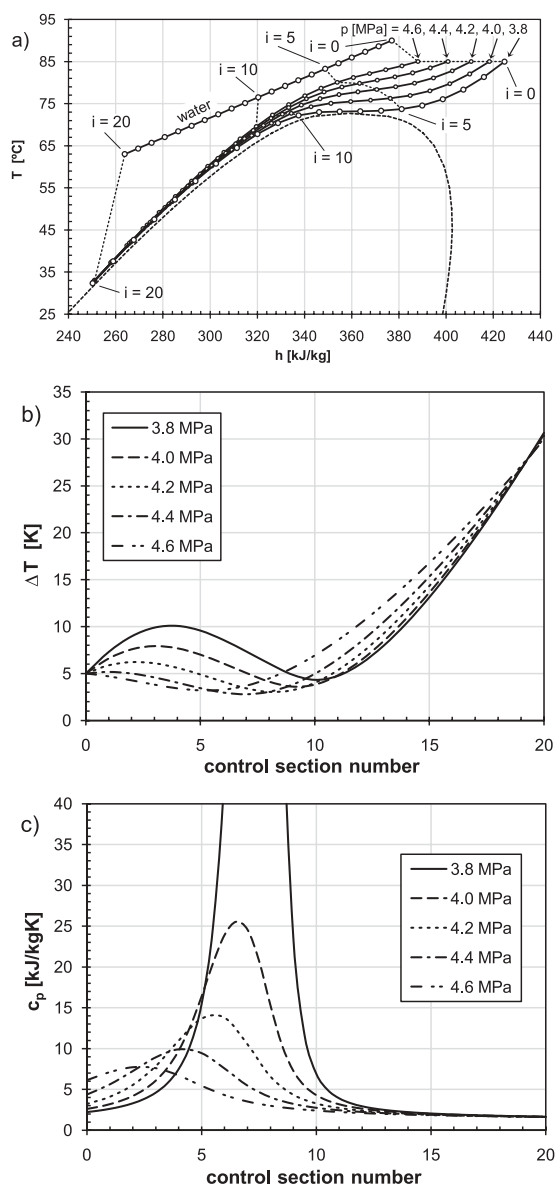 a)
p [MPa] = 4.6, 4.4, 4.2, 4.0, 3.8
i = 5
i = 0
95
85
75
65
55
45
35
25
T [ºC]
i = 10
water
i = 20
i = 0
i = 5
i = 10
i = 20
240 260 280 300 320 340 360 380 400 420 440
h [kJ/kg]
b)
35
30
25
20
15
10
5
0
Δ T [K]
3.8 MPa
4.0 MPa
4.2 MPa
4.4 MPa
4.6 MPa
0 5 10 15 20
control section number
c)
40
35
30
25
20
15
10
5
0
cp [kJ/kgK]
3.8 MPa
4.0 MPa
4.2 MPa
4.4 MPa
4.6 MPa
0 5 10 15 20
control section number